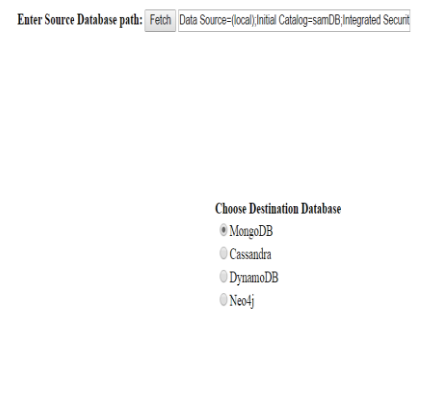 Enter Source Database path: Fetch Data Source=(local);Initial Catalog=samDB;Integrated Securit
Choose Destination Database
MongoDB
Cassandra
DynamoDB
Neo4j